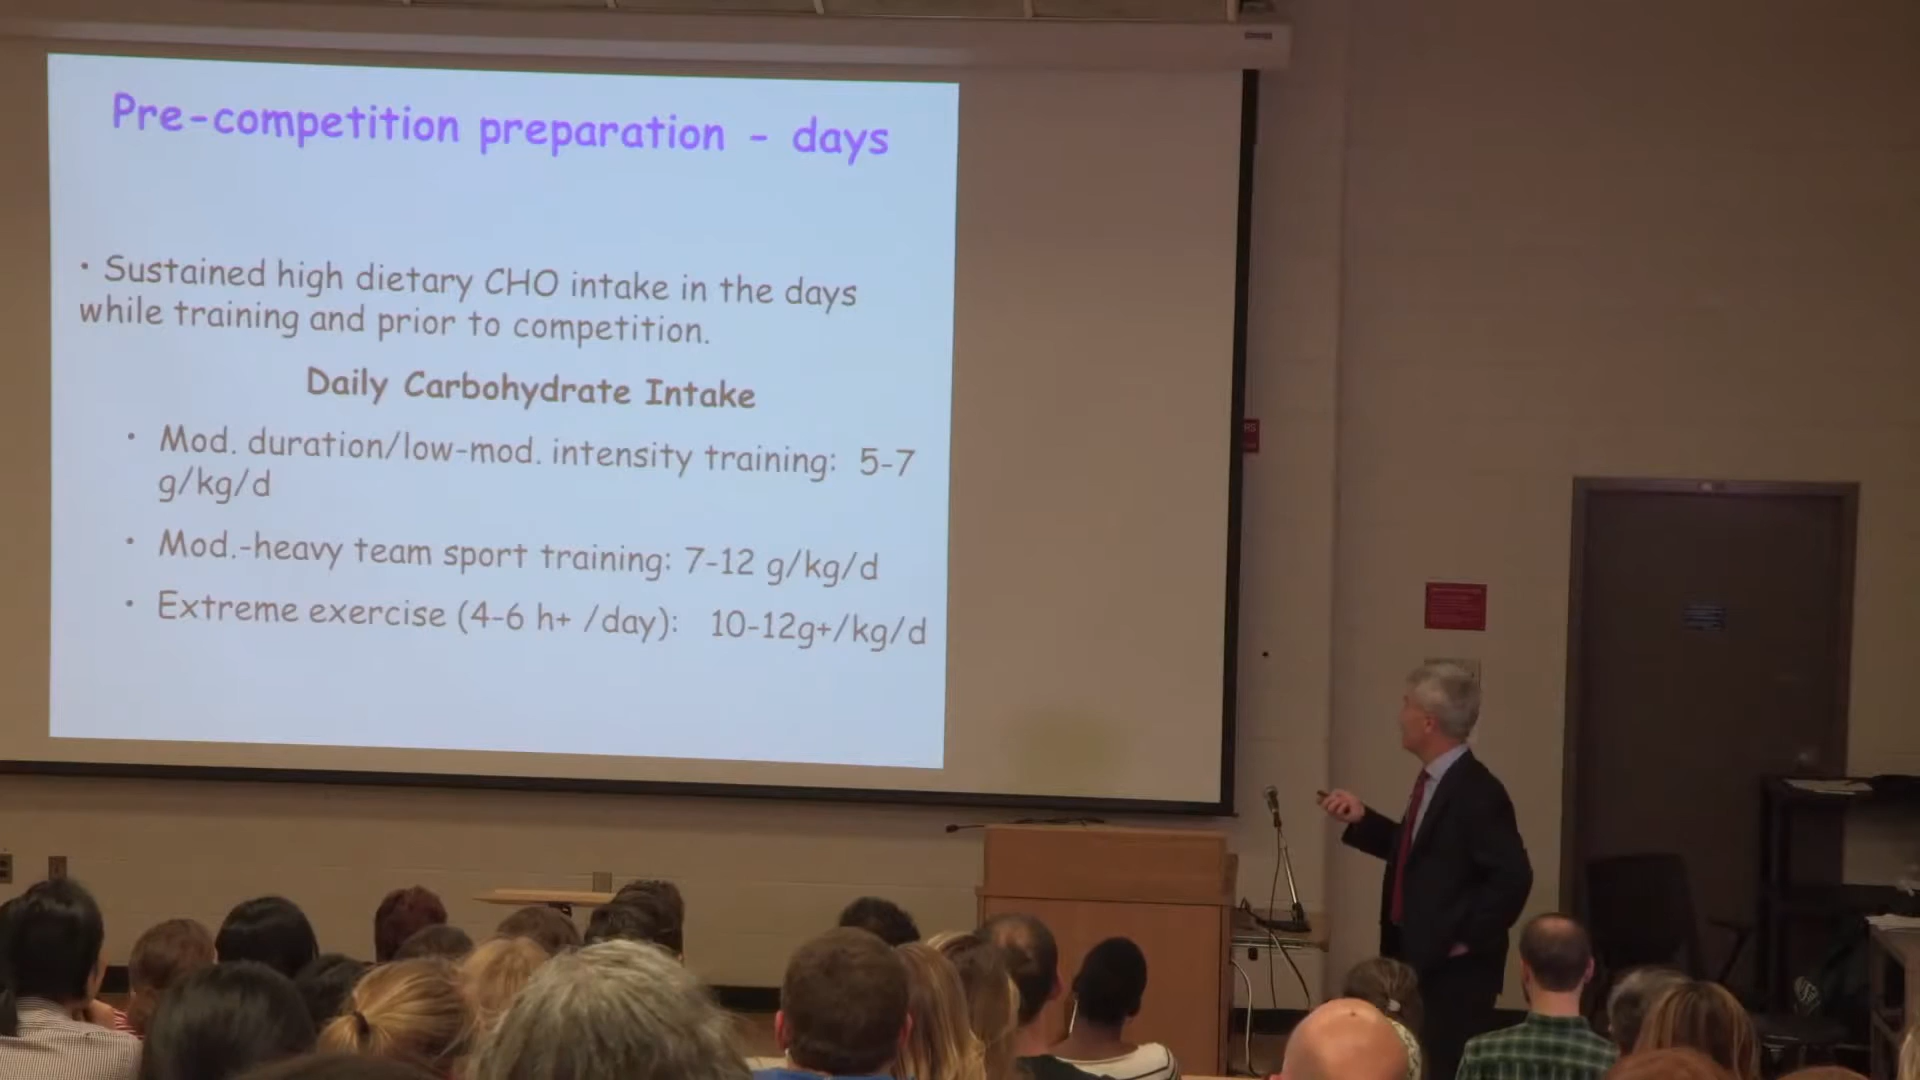 Pre-competition preparation - days
• Sustained high dietary CHO intake in the days
while training and prior to competition.
Daily Carbohydrate Intake
• Mod. duration/low-mod. intensity training: 5-7
g/kg/d
• Mod.-heavy team sport training: 7-12 g/kg/d
• Extreme exercise (4-6 h+ /day): 10-12g+/kg/d